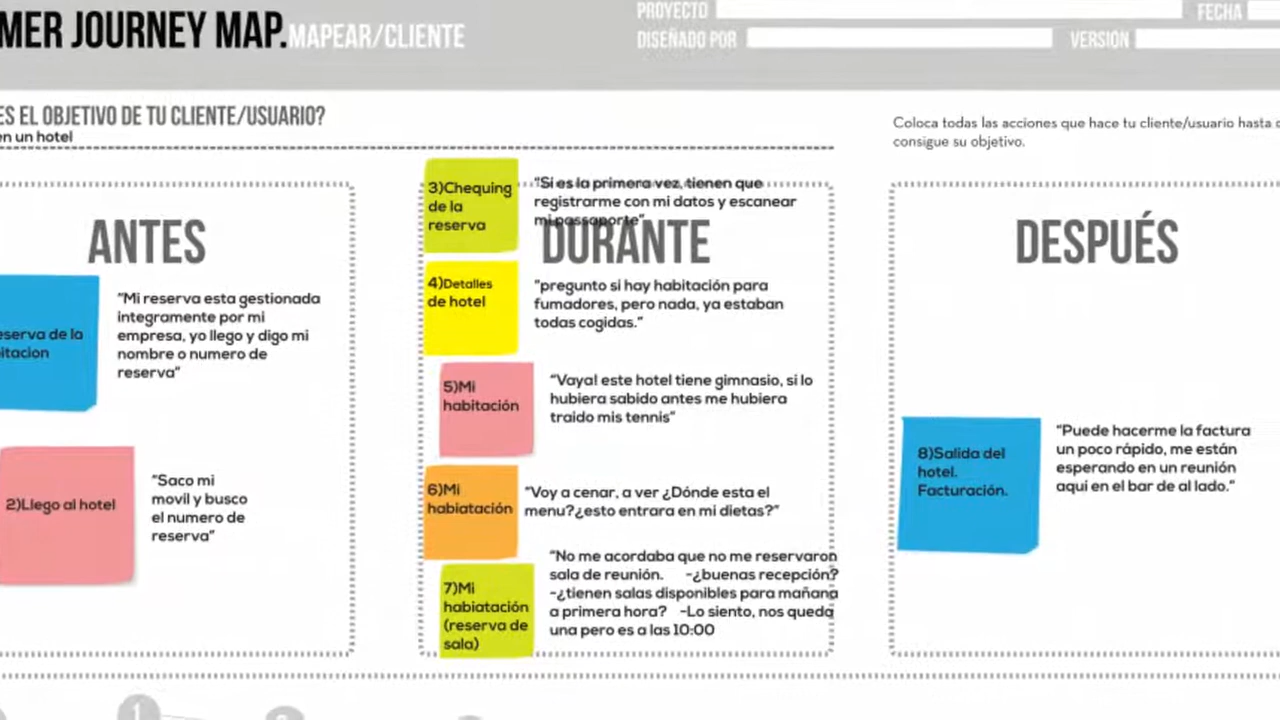 MER JOURNEY MAP.MAPEAR/CLIENTE
PROYECTO
FECHA
DISEÑADO POR
VERSION
ES EL OBJETIVO DE TU CLIENTE/USUARIO?
en un hotel
Coloca todas las acciones que hace tu cliente/usuario hasta
consigue su objetivo.
ANTES
eserva de la
itacion
“Mi reserva esta gestionada
integramente por mi
empresa, yo llego y digo mi
nombre o numero de
reserva”
2)Llego al hotel
“Saco mi
movil y busco
el numero de
reserva”
DURANTE
3)Chequing
de la
reserva
“Si es la primera vez, tienen que
registrarme con mi datos y escanear
mi passaporte”
4)Detalles
de hotel
“pregunto si hay habitación para
fumadores, pero nada, ya estaban
todas cogidas.”
5)Mi
habitación
“Vaya! este hotel tiene gimnasio, si lo
hubiera sabido antes me hubiera
traido mis tennis”
6)Mi
habiatación
“Voy a cenar, a ver ¿Dónde esta el
menu?¿esto entrara en mi dietas?”
7)Mi
habiatación
(reserva de
sala)
“No me acordaba que no me reservaron
sala de reunión. -¿buenas recepción?
-¿tienen salas disponibles para mañana
a primera hora? -Lo siento, nos queda
una pero es a las 10:00
DESPUÉS
8)Salida del
hotel.
Facturación.
“Puede hacerme la factura
un poco rápido, me están
esperando en un reunión
aquí en el bar de al lado.”
1